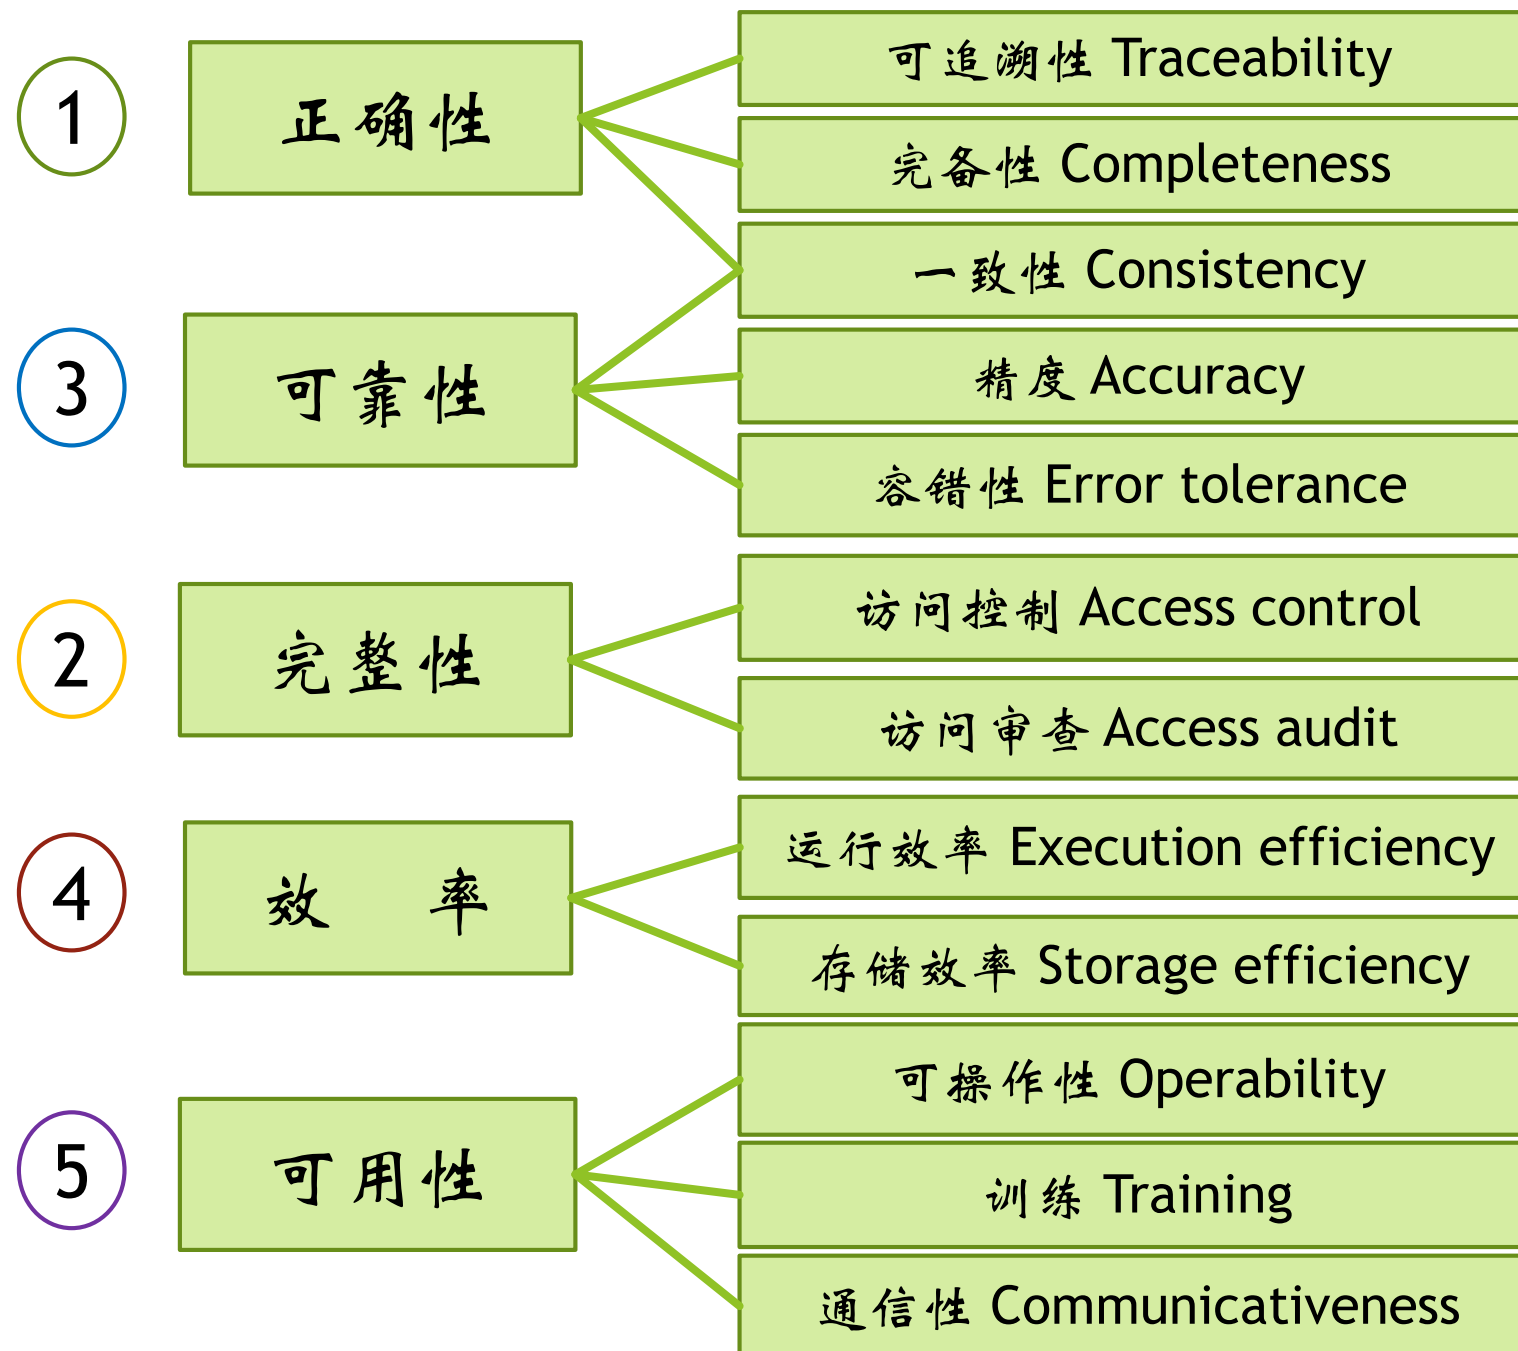 1
正确性
可追溯性 Traceability
完备性 Completeness
一致性 Consistency
3
可靠性
精度 Accuracy
容错性 Error tolerance
2
完整性
访问控制 Access control
访问审查 Access audit
4
效 率
运行效率 Execution efficiency
存储效率 Storage efficiency
5
可用性
可操作性 Operability
训练 Training
通信性 Communicativeness